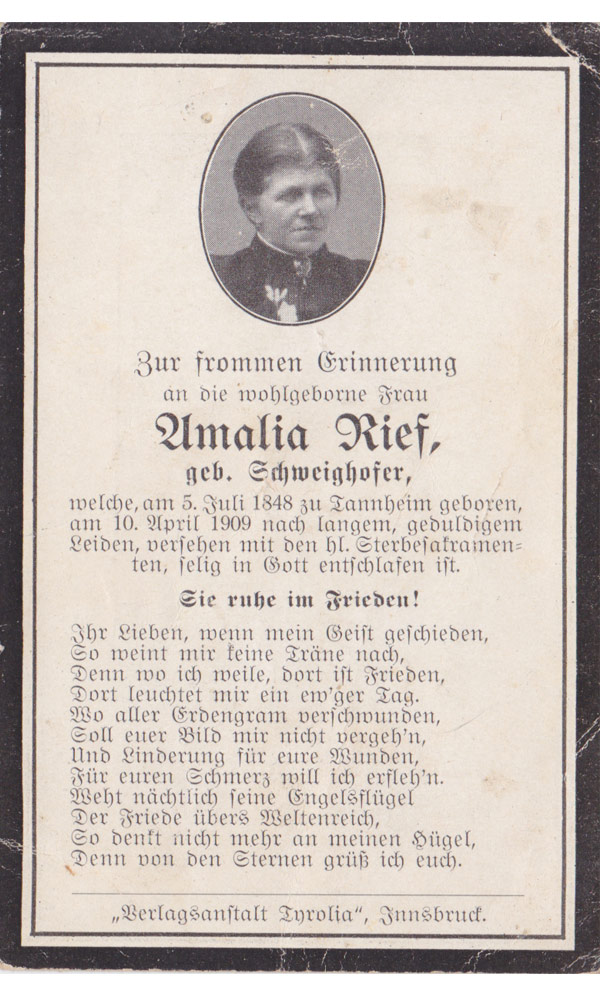 Zur frommen Erinnerung
an die wohlgeborne Frau
Amalia Rief,
geb. Schweighofer,
welche, am 5. Juli 1848 zu Tannheim geboren,
am 10. April 1909 nach langem, geduldigem
Leiden, versehen mit den hl. Sterbesakramen=
ten, selig in Gott entschlafen ist.
Sie ruhe im Frieden!
Ihr Lieben, wenn mein Geist geschieden,
So weint mir keine Träne nach,
Denn wo ich weile, dort ist Frieden,
Dort leuchtet mir ein ew'ger Tag.
Wo aller Erdengram verschwunden,
Soll euer Bild mir nicht vergeh'n,
Und Linderung für eure Wunden,
Für euren Schmerz will ich erfleh'n.
Weht nächtlich seine Engelsflügel
Der Friede übers Weltenreich,
So denkt nicht mehr an meinen Hügel,
Denn von den Sternen grüß ich euch.
„Verlagsanstalt Tyrolia“, Innsbruck.